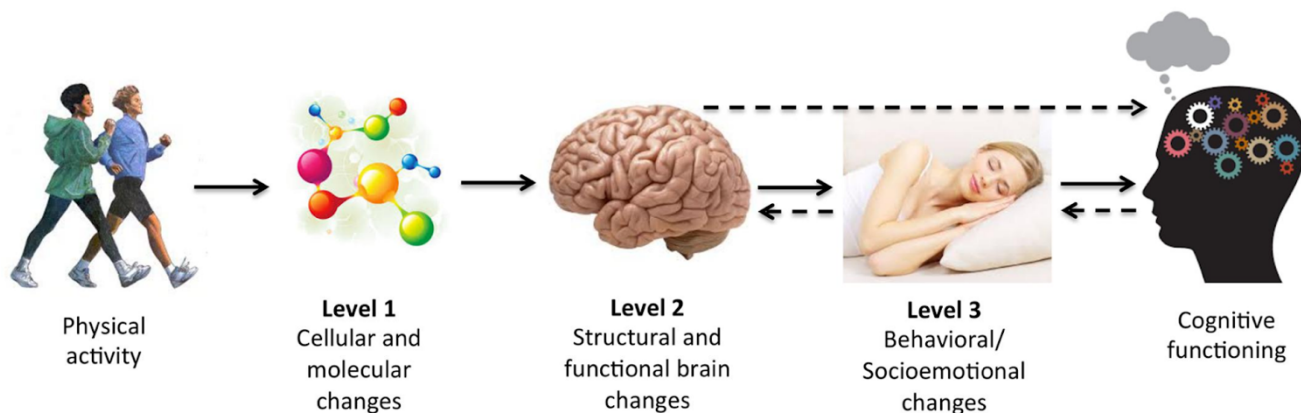 Physical
activity
Level 1
Cellular and
molecular
changes
Level 2
Structural and
functional brain
changes
Level 3
Behavioral/
Socioemotional
changes
Cognitive
functioning